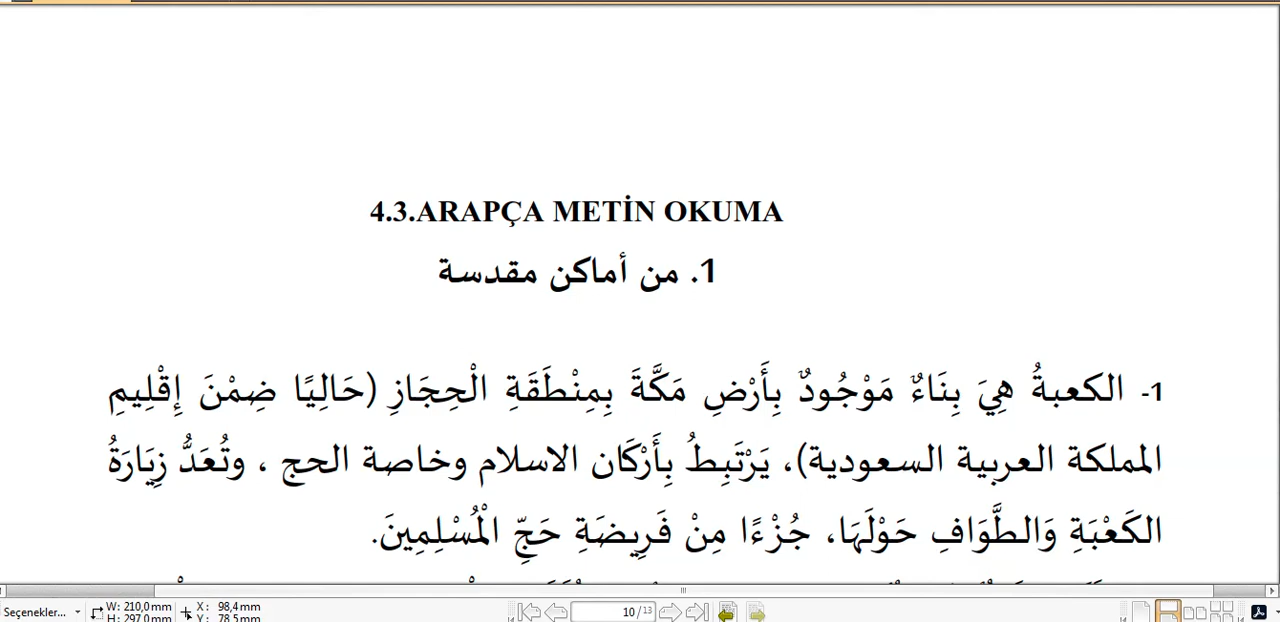 4.3.ARAPÇA METİN OKUMA
1. من أماكن مقدسة
1- الكعبةُ هِيَ بِنَاءٌ مَوْجُودٌ بِأَرْضِ مَكَّةَ بِمِنْطَقَةِ الْحِجَازِ (حَالِيًا ضِمْنَ إِقْلِيمِ
المملكة العربية السعودية)، يَرْتَبِطُ بِأَرْكَان الاسلام وخاصة الحج ، وتُعَدُّ زِيَارَةُ
الكَعْبَةِ وَالطَّوَافِ حَوْلَهَا، جُزْءًا مِنْ فَرِيضَةِ حَجِّ الْمُسْلِمِينَ.
Seçenekler... W: 210,0mm X: 98,4mm 10 / 13
H: 297,0mm Y: 78,5mm